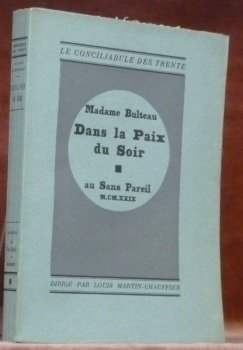 LE CONCILIABULE DES TRENTE
Madame Bulteau
Dans la Paix
du Soir
au Sans Pareil
M.CM.XXIX
DIRIGÉ PAR LOUIS MARTIN-CHAUFFIER